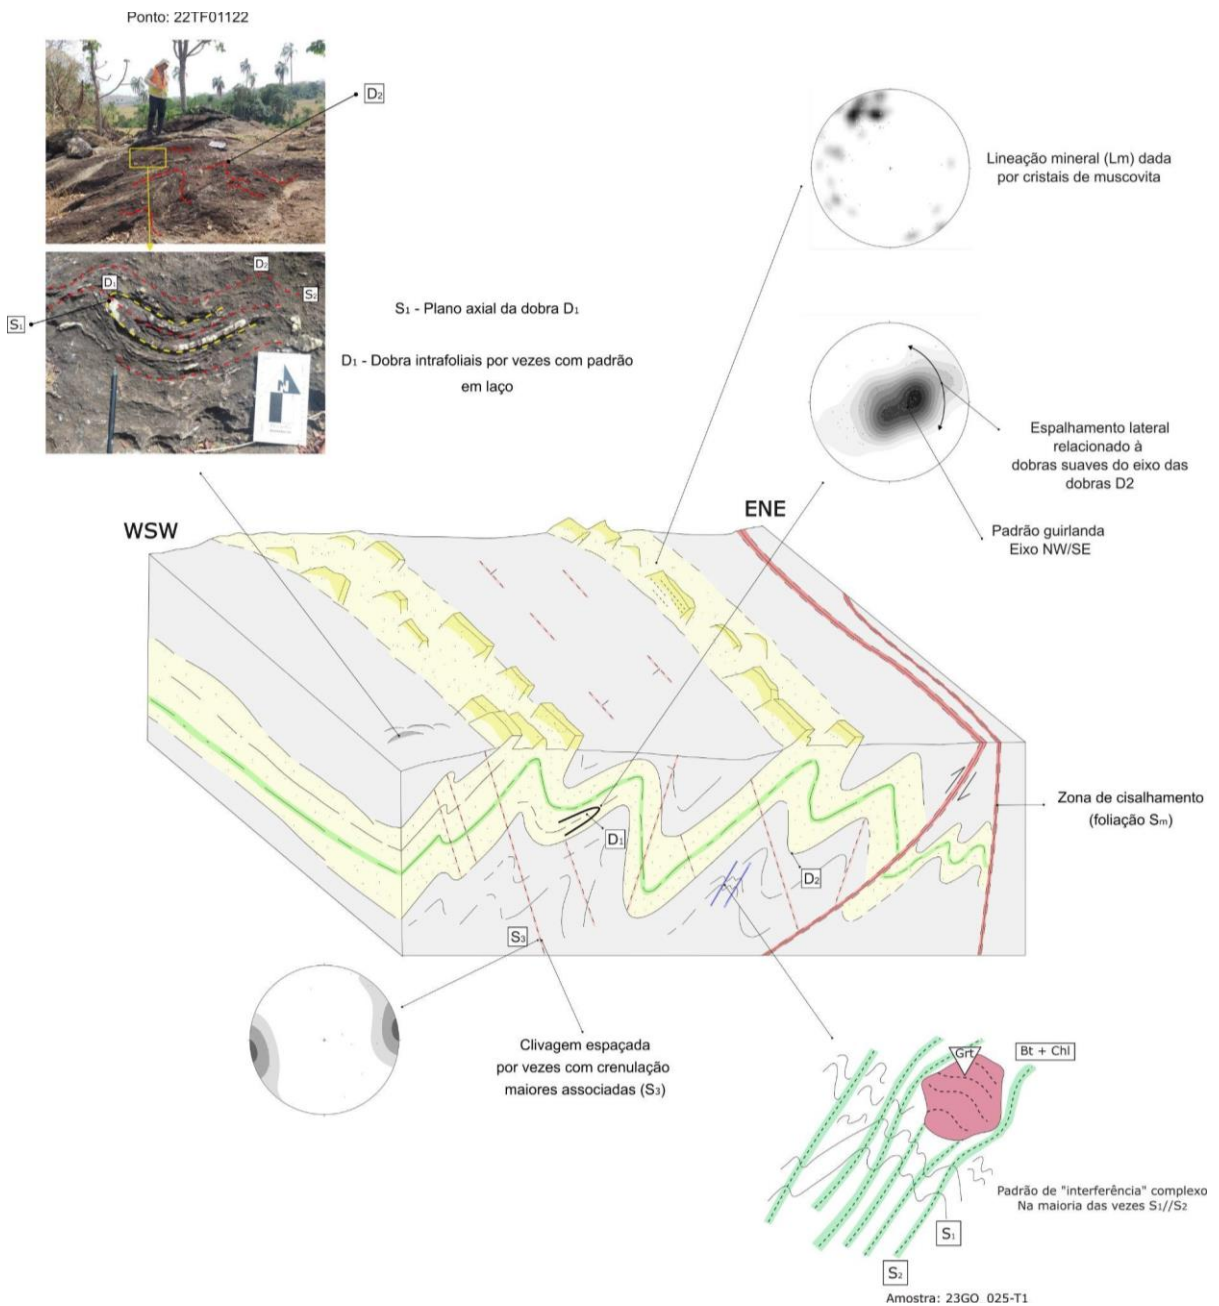 Ponto: 22TF01122
D2
D1
D2
S2
S1
N
S1 - Plano axial da dobra D1
D1 - Dobra intrafoliais por vezes com padrão
em laço
Lineação mineral (Lm) dada
por cristais de muscovita
Espalhamento lateral
relacionado à
dobras suaves do eixo das
dobras D2
Padrão guirlanda
Eixo NW/SE
WSW
ENE
D1
D2
S3
Zona de cisalhamento
(foliação Sm)
Clivagem espaçada
por vezes com crenulação
maiores associadas (S3)
Grt
Bt + Chl
Padrão de "interferência" complexo
Na maioria das vezes S1//S2
S1
S2
Amostra: 23GO_025-T1